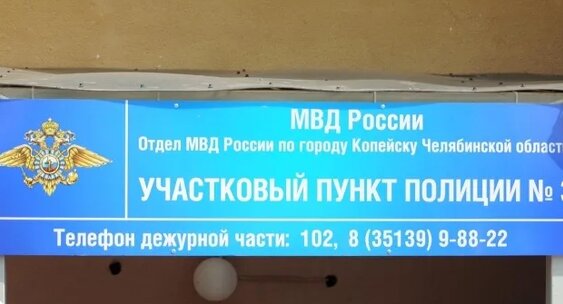 МВД России
Отдел МВД России по городу Копейску Челябинской област
УЧАСТКОВЫЙ ПУНКТ ПОЛИЦИИ №
Телефон дежурной части: 102, 8 (35139) 9-88-22